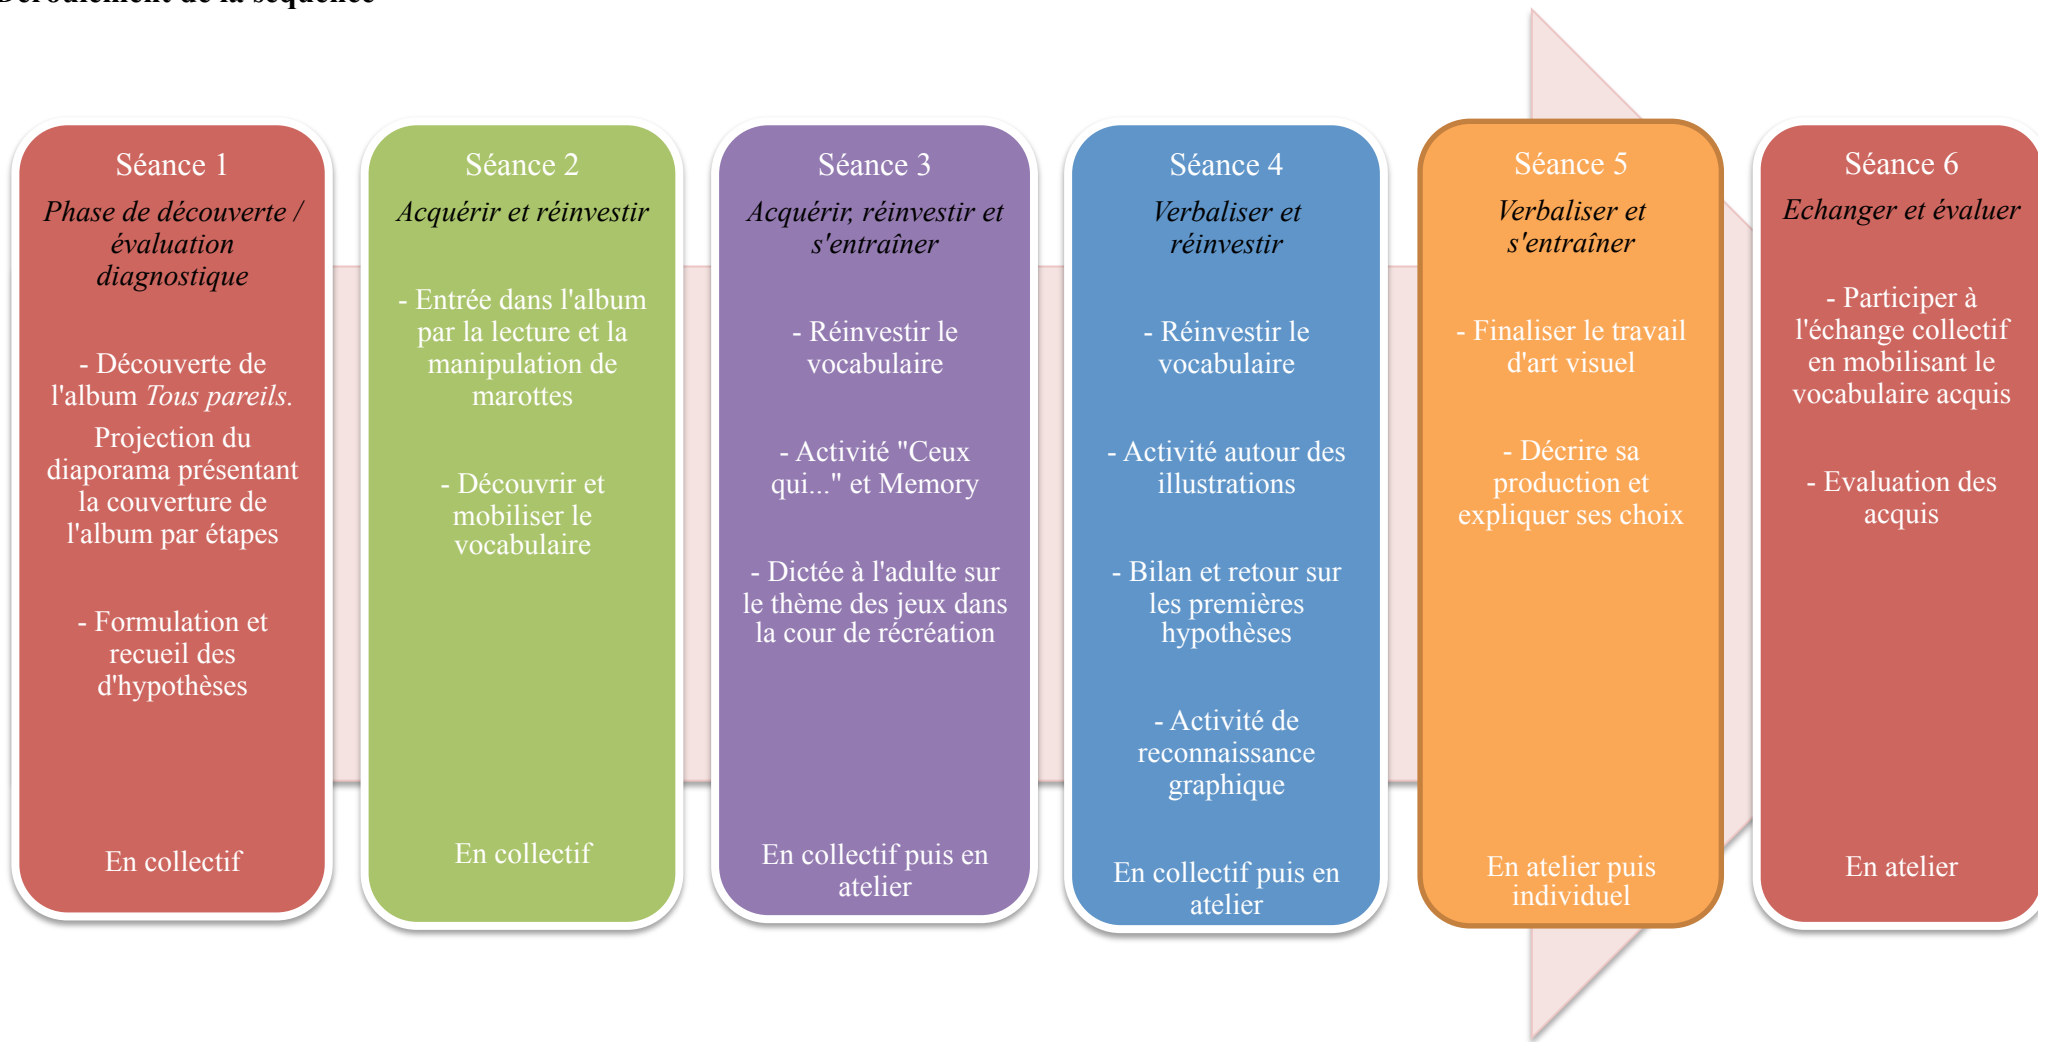 Déroulement de la séquence
Séance 1
Phase de découverte /
évaluation
diagnostique
- Découverte de
l'album Tous pareils.
Projection du
diaporama présentant
la couverture de
l'album par étapes
- Formulation et
recueil des
d'hypothèses
En collectif
Séance 2
Acquérir et réinvestir
- Entrée dans l'album
par la lecture et la
manipulation de
marottes
- Découvrir et
mobiliser le
vocabulaire
En collectif
Séance 3
Acquérir, réinvestir et
s'entraîner
- Réinvestir le
vocabulaire
- Activité "Ceux
qui..." et Memory
- Dictée à l'adulte sur
le thème des jeux dans
la cour de récréation
En collectif puis en
atelier
Séance 4
Verbaliser et
réinvestir
- Réinvestir le
vocabulaire
- Activité autour des
illustrations
- Bilan et retour sur
les premières
hypothèses
- Activité de
reconnaissance
graphique
En collectif puis en
atelier
Séance 5
Verbaliser et
s'entraîner
- Finaliser le travail
d'art visuel
- Décrire sa
production et
expliquer ses choix
En atelier puis
individuel
Séance 6
Echanger et évaluer
- Participer à
l'échange collectif
en mobilisant le
vocabulaire acquis
- Evaluation des
acquis
En atelier